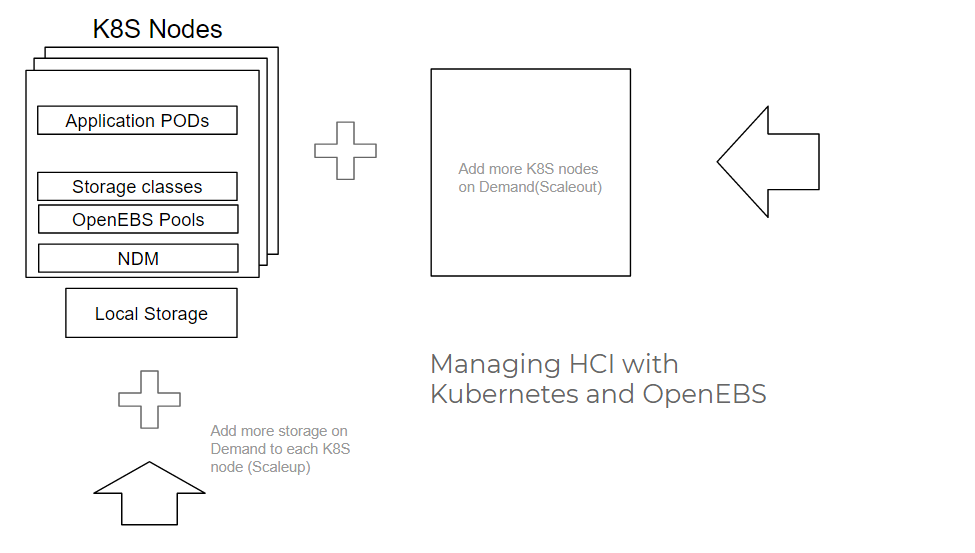 K8S Nodes
Application PODs
Storage classes
OpenEBS Pools
NDM
Local Storage
Add more K8S nodes
on Demand(Scaleout)
Managing HCI with
Kubernetes and OpenEBS
Add more storage on
Demand to each K8S
node (Scaleup)